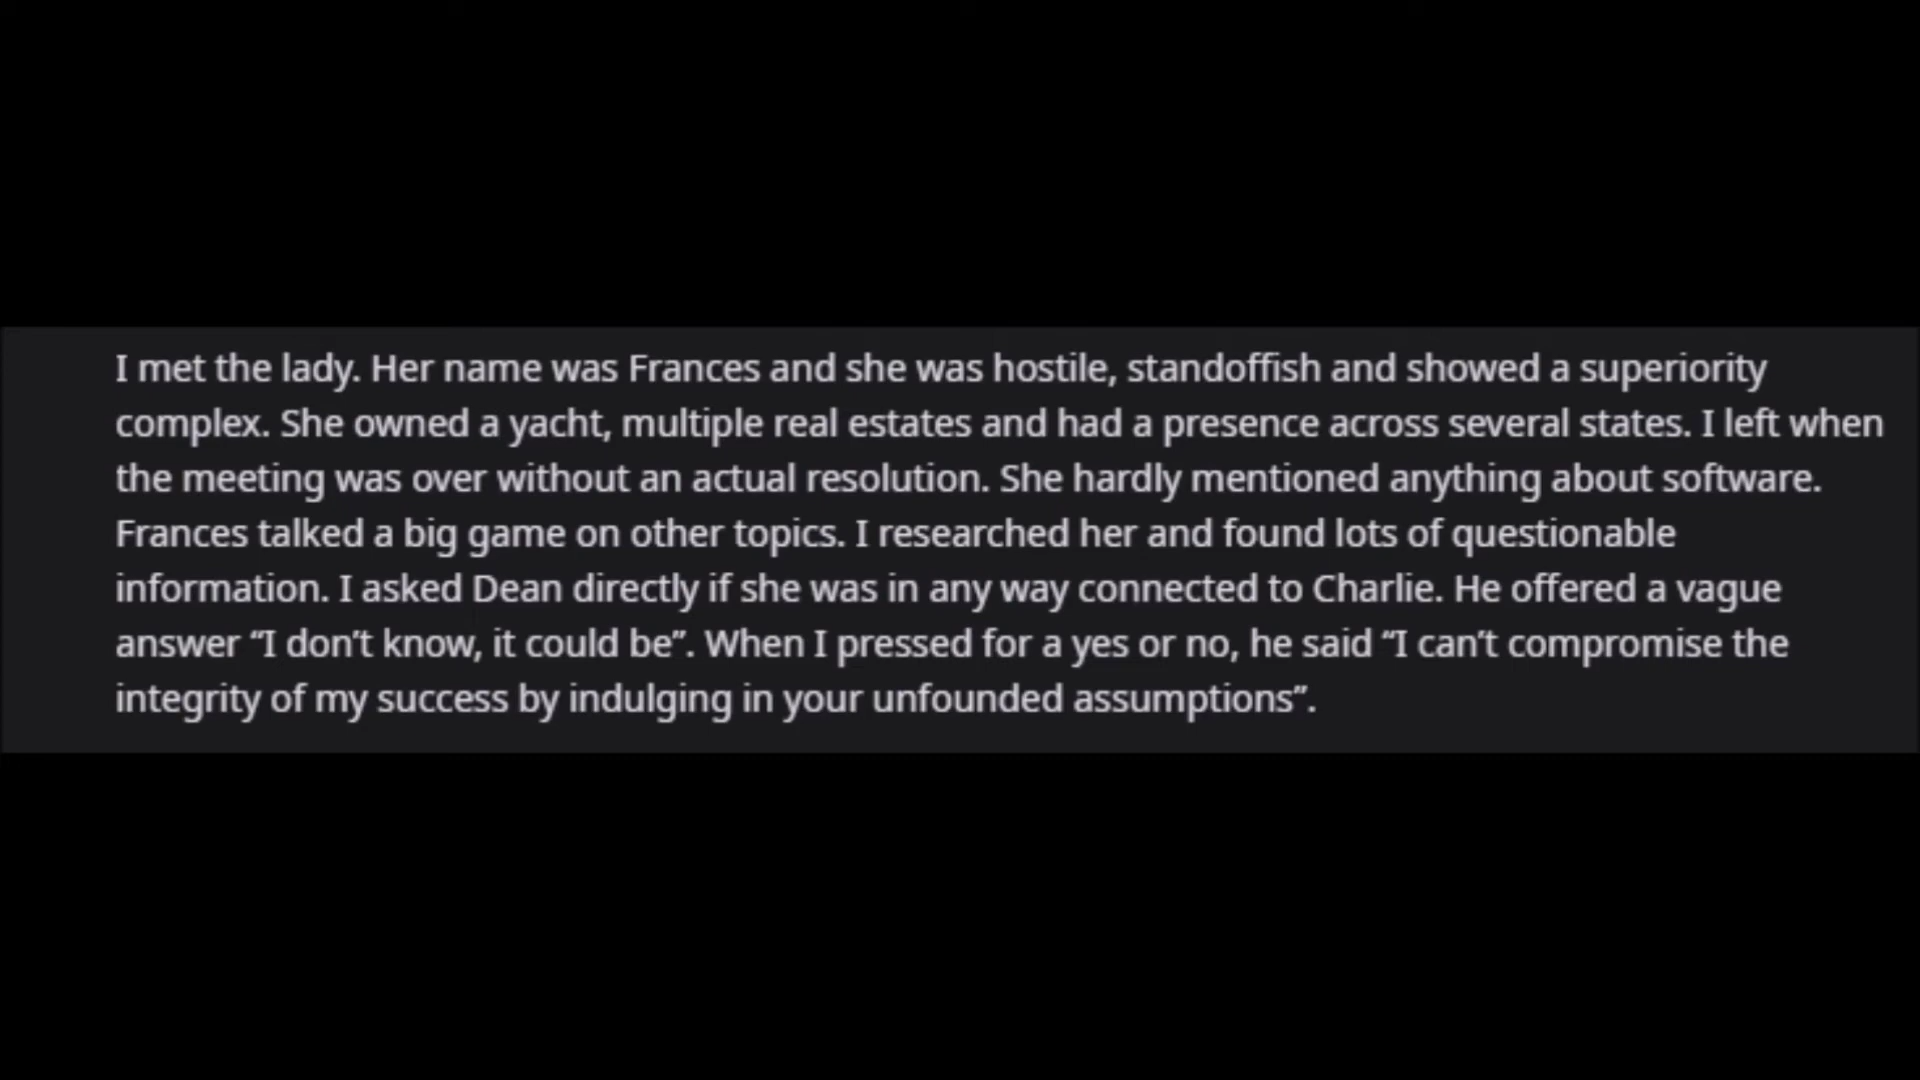 I met the lady. Her name was Frances and she was hostile, standoffish and showed a superiority
complex. She owned a yacht, multiple real estates and had a presence across several states. I left when
the meeting was over without an actual resolution. She hardly mentioned anything about software.
Frances talked a big game on other topics. I researched her and found lots of questionable
information. I asked Dean directly if she was in any way connected to Charlie. He offered a vague
answer “I don’t know, it could be”. When I pressed for a yes or no, he said “I can’t compromise the
integrity of my success by indulging in your unfounded assumptions”.